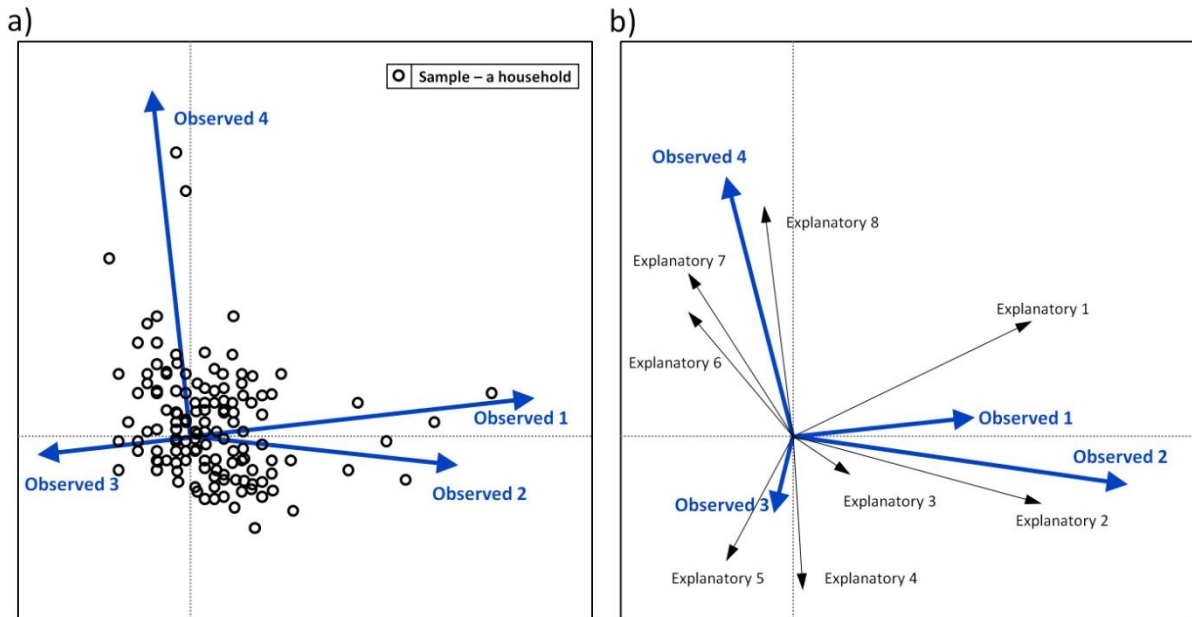 a)
Sample – a household
Observed 4
Observed 1
Observed 3
Observed 2
b)
Observed 4
Explanatory 8
Explanatory 7
Explanatory 1
Explanatory 6
Observed 1
Observed 2
Observed 3
Explanatory 3
Explanatory 2
Explanatory 5
Explanatory 4